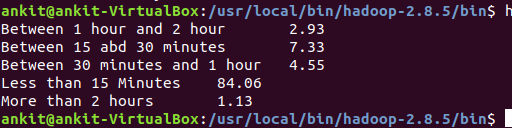 ankit@ankit-VirtualBox:/usr/local/bin/hadoop-2.8.5/bin$ h
Between 1 hour and 2 hour 2.93
Between 15 abd 30 minutes 7.33
Between 30 minutes and 1 hour 4.55
Less than 15 Minutes 84.06
More than 2 hours 1.13
ankit@ankit-VirtualBox:/usr/local/bin/hadoop-2.8.5/bin$